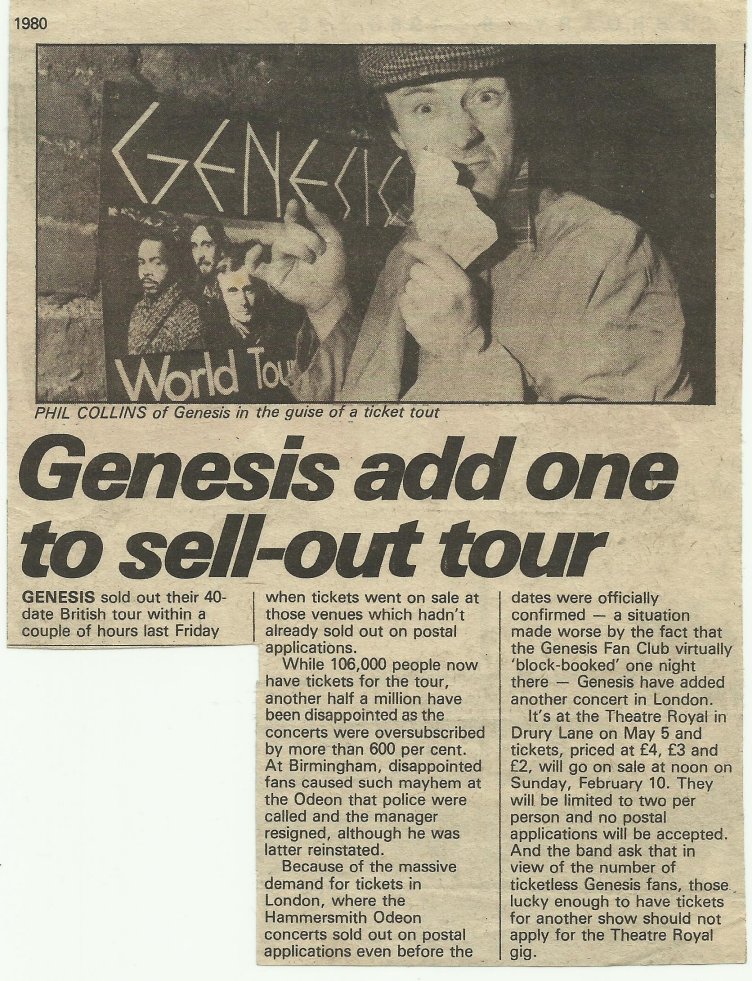 1980
GENESIS
World Tour
PHIL COLLINS of Genesis in the guise of a ticket tout
Genesis add one
to sell-out tour
GENESIS sold out their 40-
date British tour within a
couple of hours last Friday
when tickets went on sale at
those venues which hadn't
already sold out on postal
applications.
While 106,000 people now
have tickets for the tour,
another half a million have
been disappointed as the
concerts were oversubscribed
by more than 600 per cent.
At Birmingham, disappointed
fans caused such mayhem at
the Odeon that police were
called and the manager
resigned, although he was
latter reinstated.
Because of the massive
demand for tickets in
London, where the
Hammersmith Odeon
concerts sold out on postal
applications even before the
dates were officially
confirmed — a situation
made worse by the fact that
the Genesis Fan Club virtually
'block-booked' one night
there — Genesis have added
another concert in London.
It's at the Theatre Royal in
Drury Lane on May 5 and
tickets, priced at £4, £3 and
£2, will go on sale at noon on
Sunday, February 10. They
will be limited to two per
person and no postal
applications will be accepted.
And the band ask that in
view of the number of
ticketless Genesis fans, those
lucky enough to have tickets
for another show should not
apply for the Theatre Royal
gig.